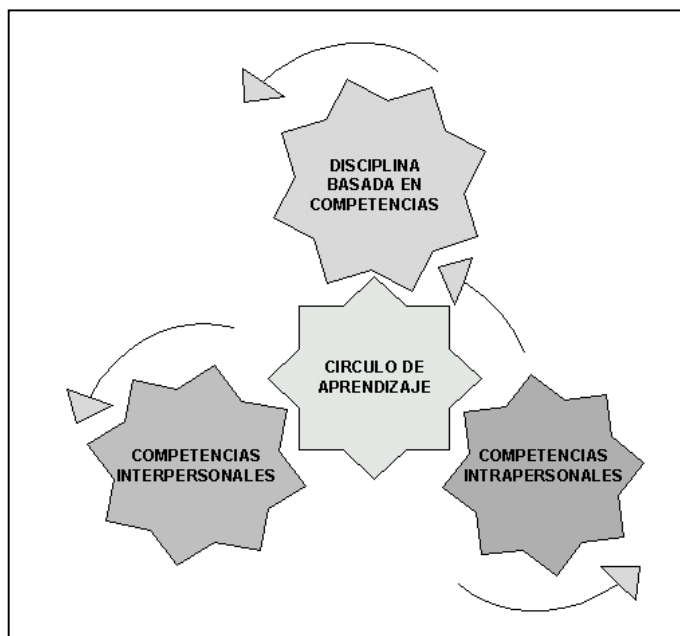 DISCIPLINA
BASADA EN
COMPETENCIAS
CIRCULO DE
APRENDIZAJE
COMPETENCIAS
INTERPERSONALES
COMPETENCIAS
INTRAPERSONALES